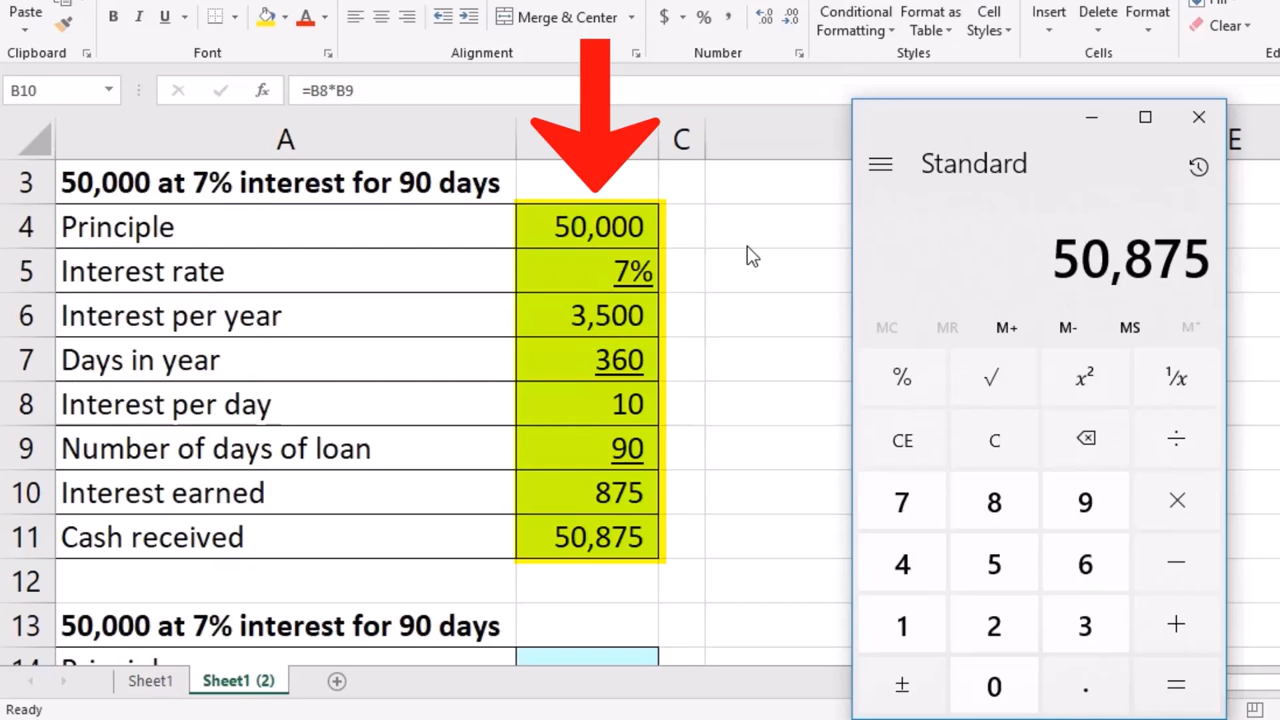 Paste
B I U
A
Merge & Center
$ % ,
.00
.00
Conditional Formatting
Format as Table
Cell Styles
Insert
Delete
Format
Clear
Clipboard
Font
Alignment
Number
Styles
Cells
Ed
B10
fx
=B8*B9
A C E
3 50,000 at 7% interest for 90 days
4 Principle 50,000
5 Interest rate 7%
6 Interest per year 3,500
7 Days in year 360
8 Interest per day 10
9 Number of days of loan 90
10 Interest earned 875
11 Cash received 50,875
12
13 50,000 at 7% interest for 90 days
Sheet1 Sheet1 (2)
Ready
Standard
50,875
MC MR M+ M- MS
% √ x² ¹/x
CE C ÷
7 8 9 ×
4 5 6 −
1 2 3 +
± 0 . =